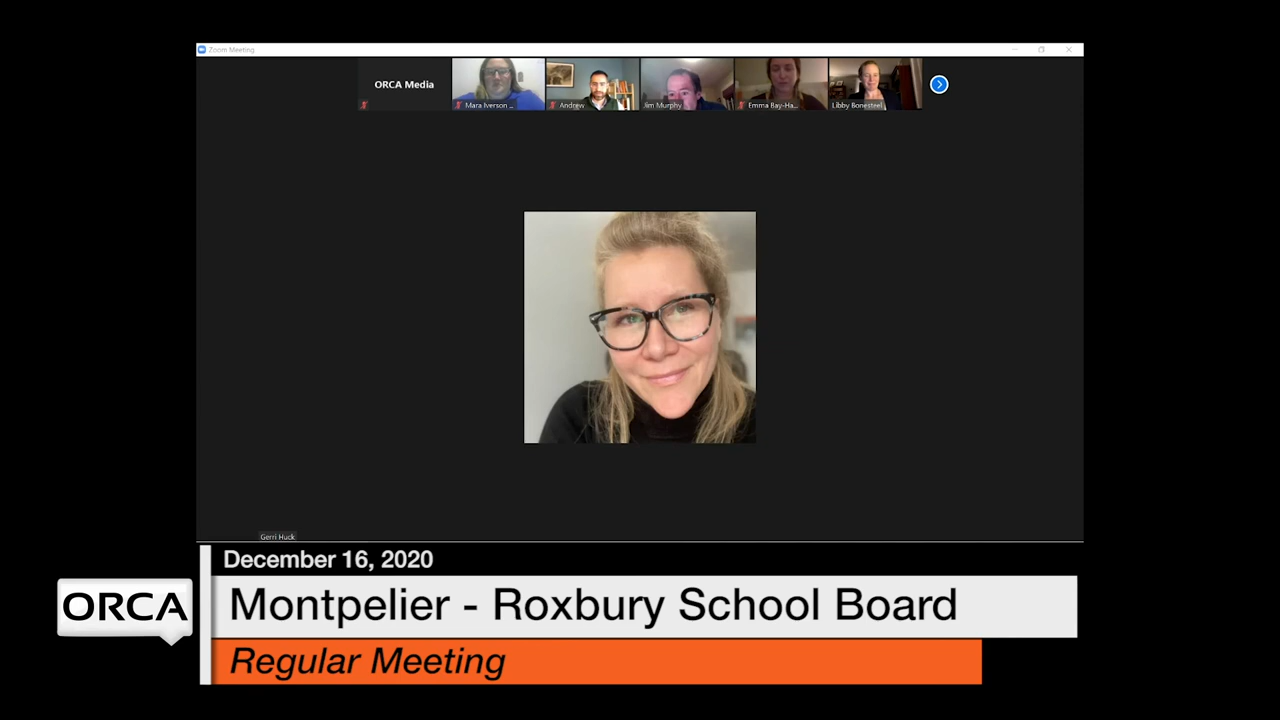 Zoom Meeting
ORCA Media
Mara Iverson ...
Andrew
Jim Murphy
Emma Bay-Ha...
Libby Bonesteel
Gerri Huck
December 16, 2020
ORCA
Montpelier - Roxbury School Board
Regular Meeting